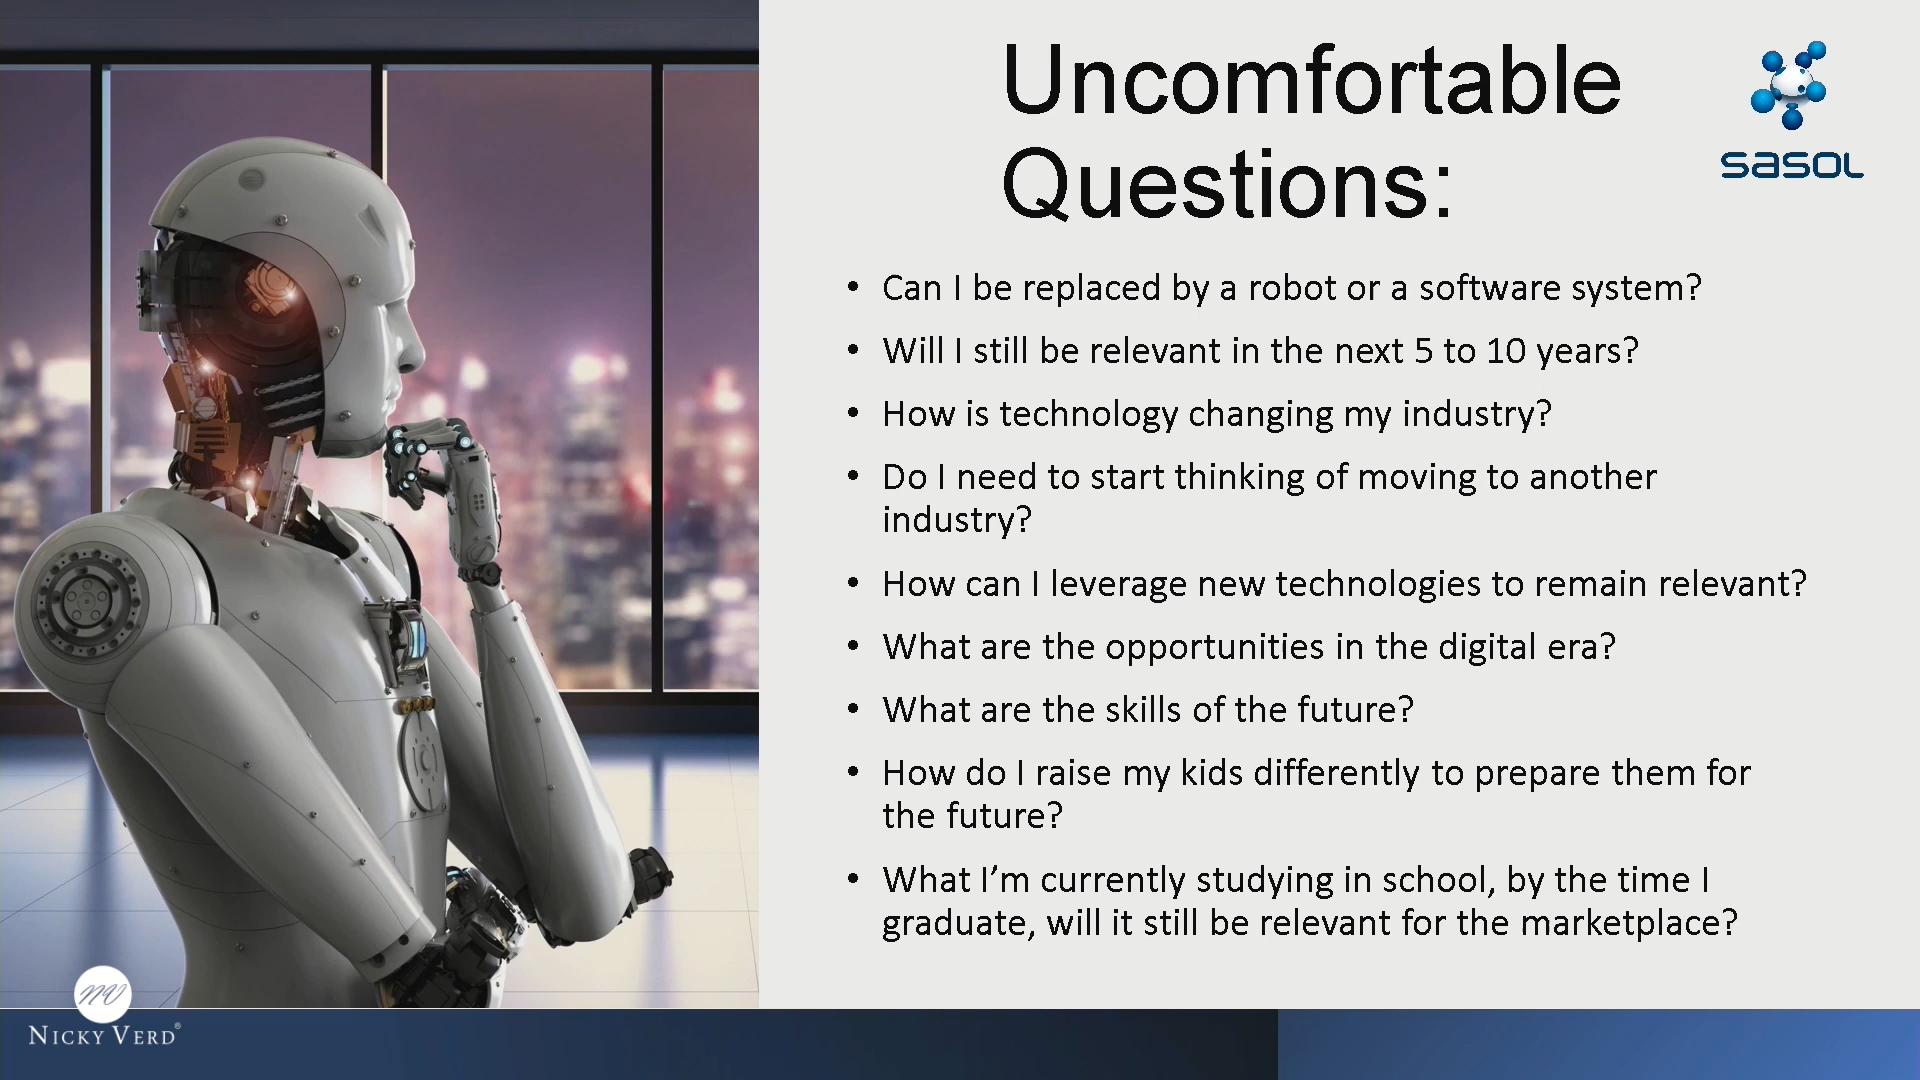 Uncomfortable
Questions:
sasol
• Can I be replaced by a robot or a software system?
• Will I still be relevant in the next 5 to 10 years?
• How is technology changing my industry?
• Do I need to start thinking of moving to another
industry?
• How can I leverage new technologies to remain relevant?
• What are the opportunities in the digital era?
• What are the skills of the future?
• How do I raise my kids differently to prepare them for
the future?
• What I’m currently studying in school, by the time I
graduate, will it still be relevant for the marketplace?
NV
NICKY VERD®